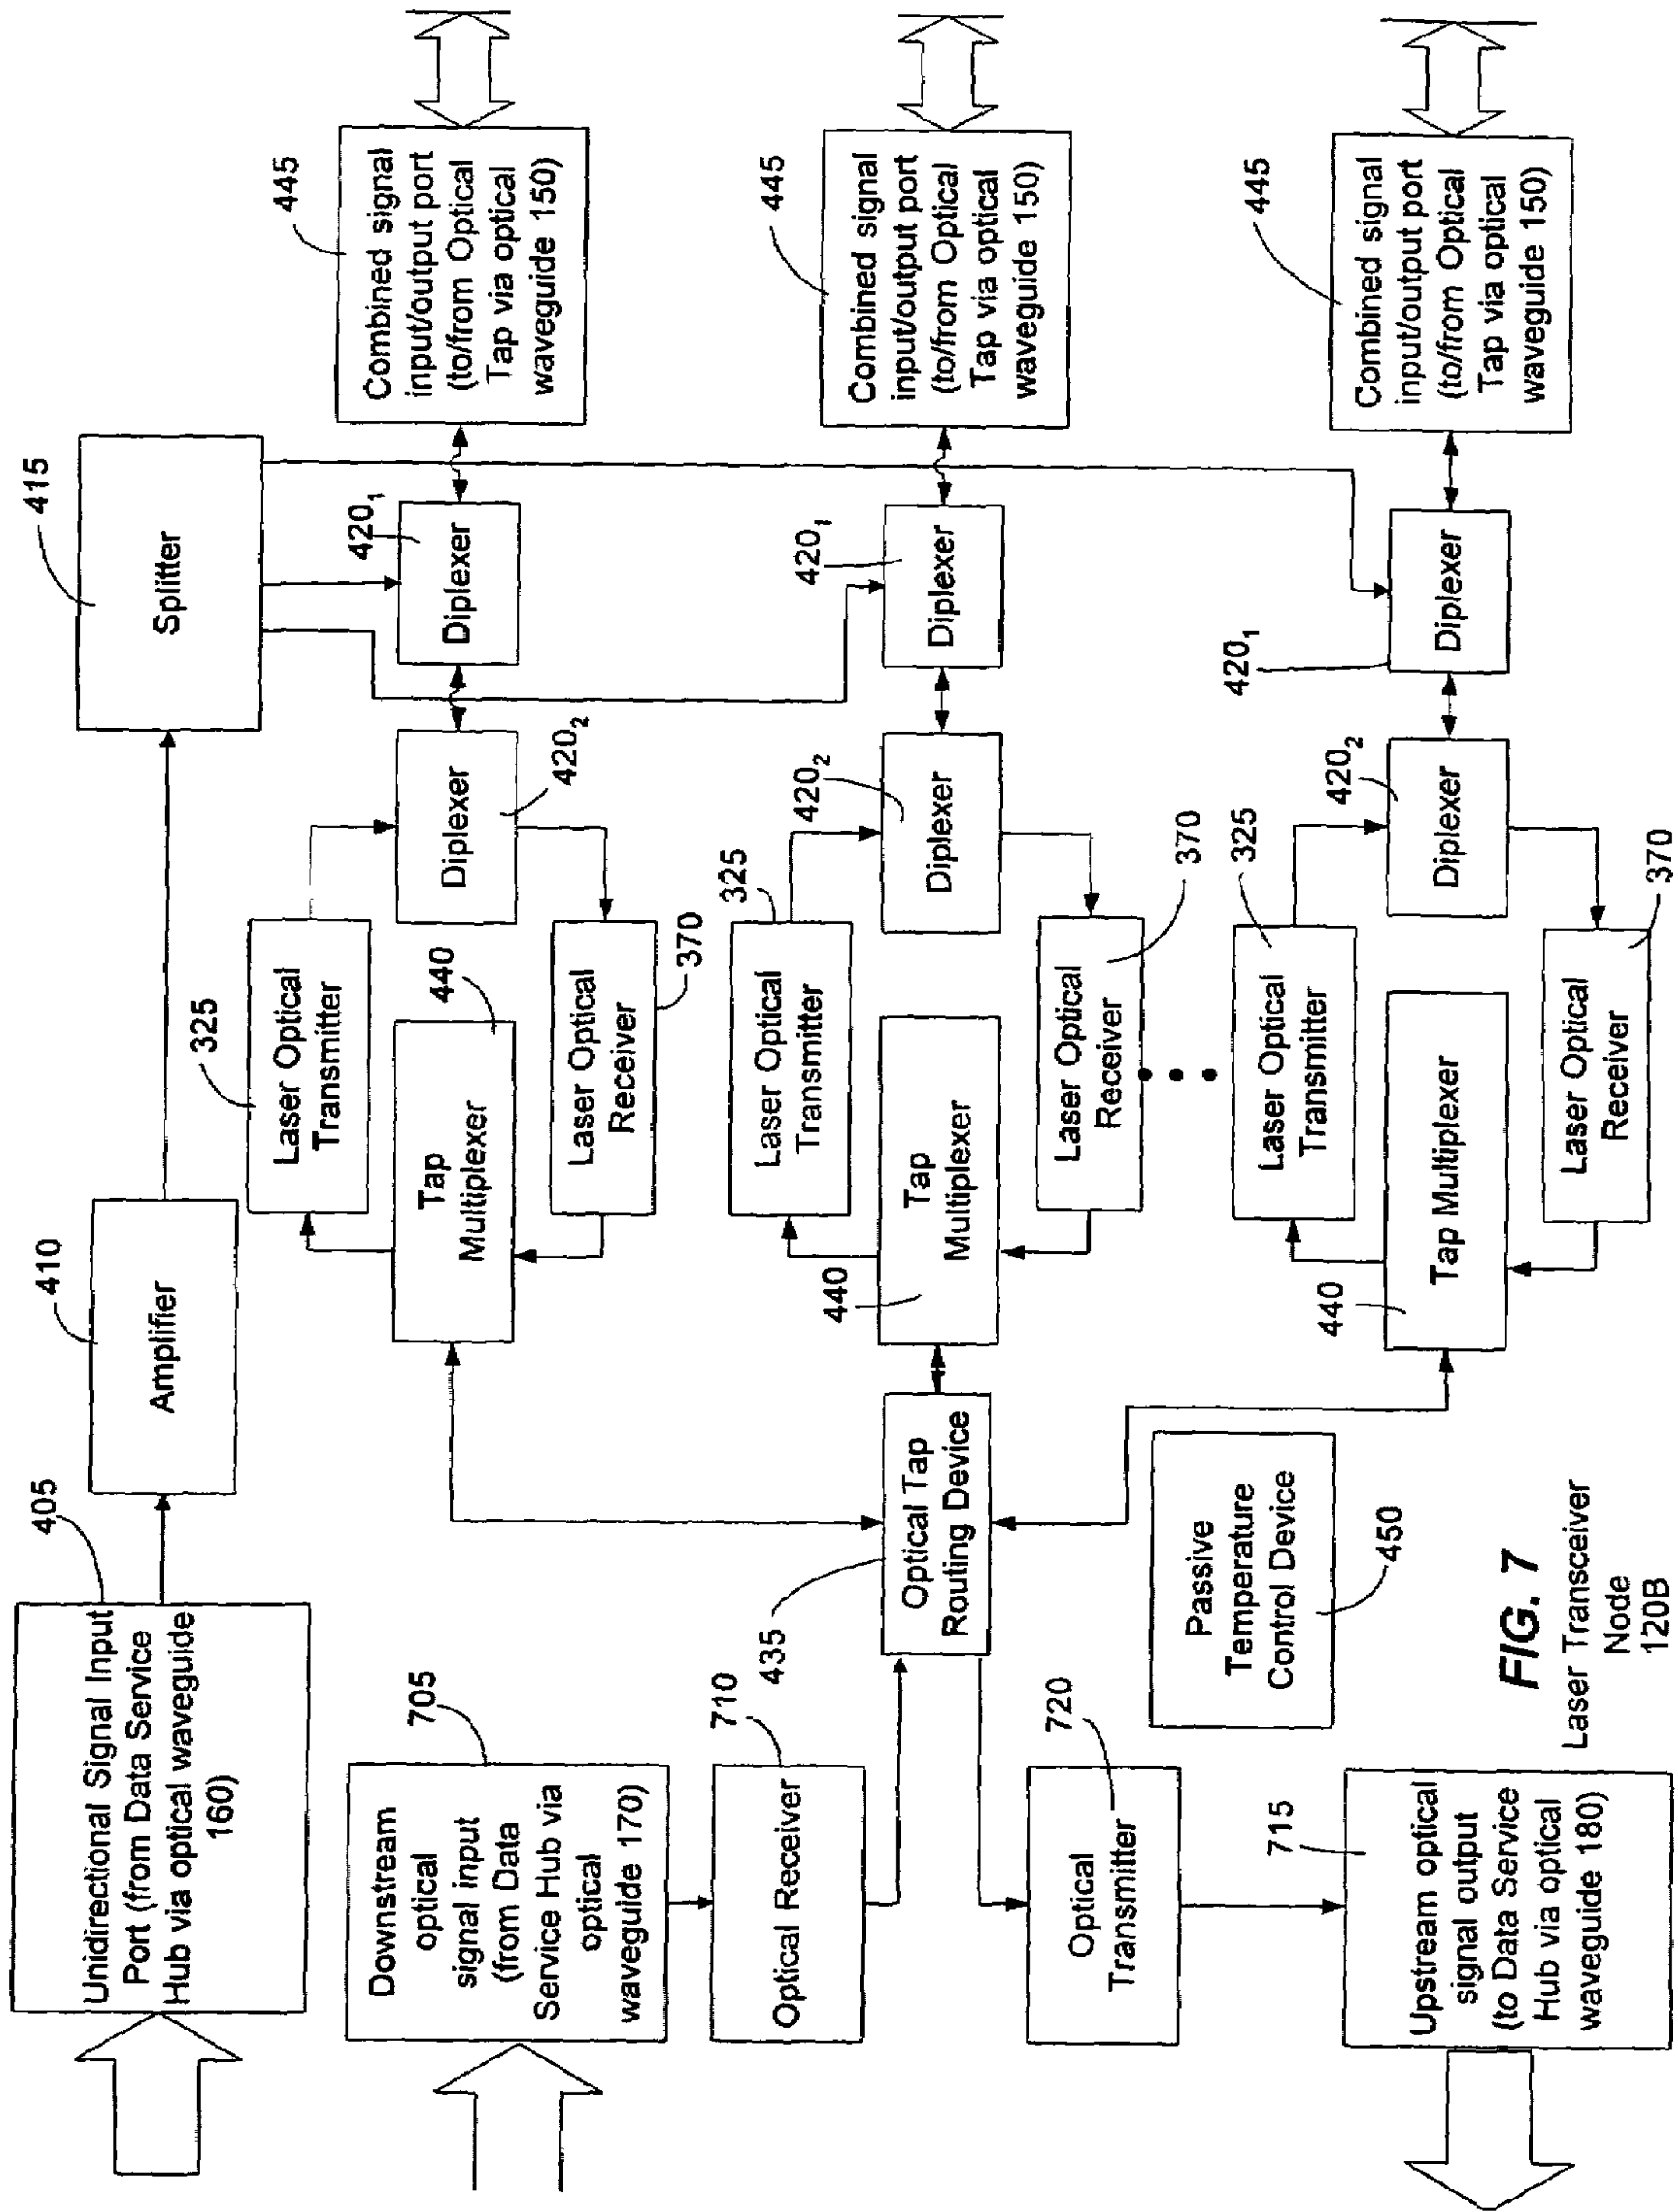 405
Unidirectional Signal Input
Port (from Data Service
Hub via optical waveguide
160)
410
Amplifier
415
Splitter
705
Downstream
optical
signal input
(from Data
Service Hub via
optical
waveguide 170)
710
Optical Receiver
435
Optical Tap
Routing Device
720
Optical
Transmitter
715
Upstream optical
signal output
(to Data Service
Hub via optical
waveguide 180)
325
Laser Optical
Transmitter
440
Tap
Multiplexer
Laser Optical
Receiver
370
Diplexer
420₂
420₁
Diplexer
445
Combined signal
input/output port
(to/from Optical
Tap via optical
waveguide 150)
325
Laser Optical
Transmitter
Tap
Multiplexer
440
Laser Optical
Receiver
370
420₂
Diplexer
420₁
Diplexer
445
Combined signal
input/output port
(to/from Optical
Tap via optical
waveguide 150)
325
Laser Optical
Transmitter
Tap Multiplexer
440
Laser Optical
Receiver
370
420₂
Diplexer
420₁
Diplexer
445
Combined signal
input/output port
(to/from Optical
Tap via optical
waveguide 150)
Passive
Temperature
Control Device
450
FIG. 7
Laser Transceiver
Node
120B